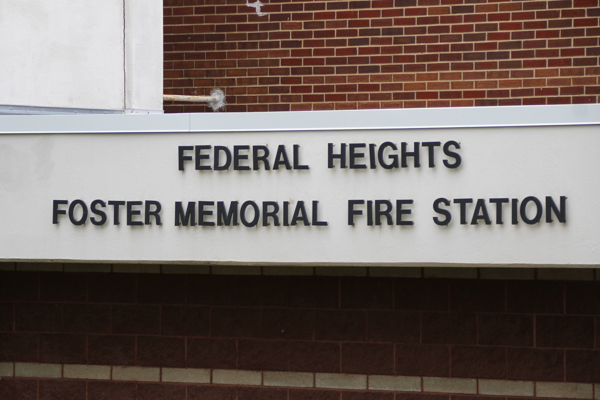 FEDERAL HEIGHTS
FOSTER MEMORIAL FIRE STATION